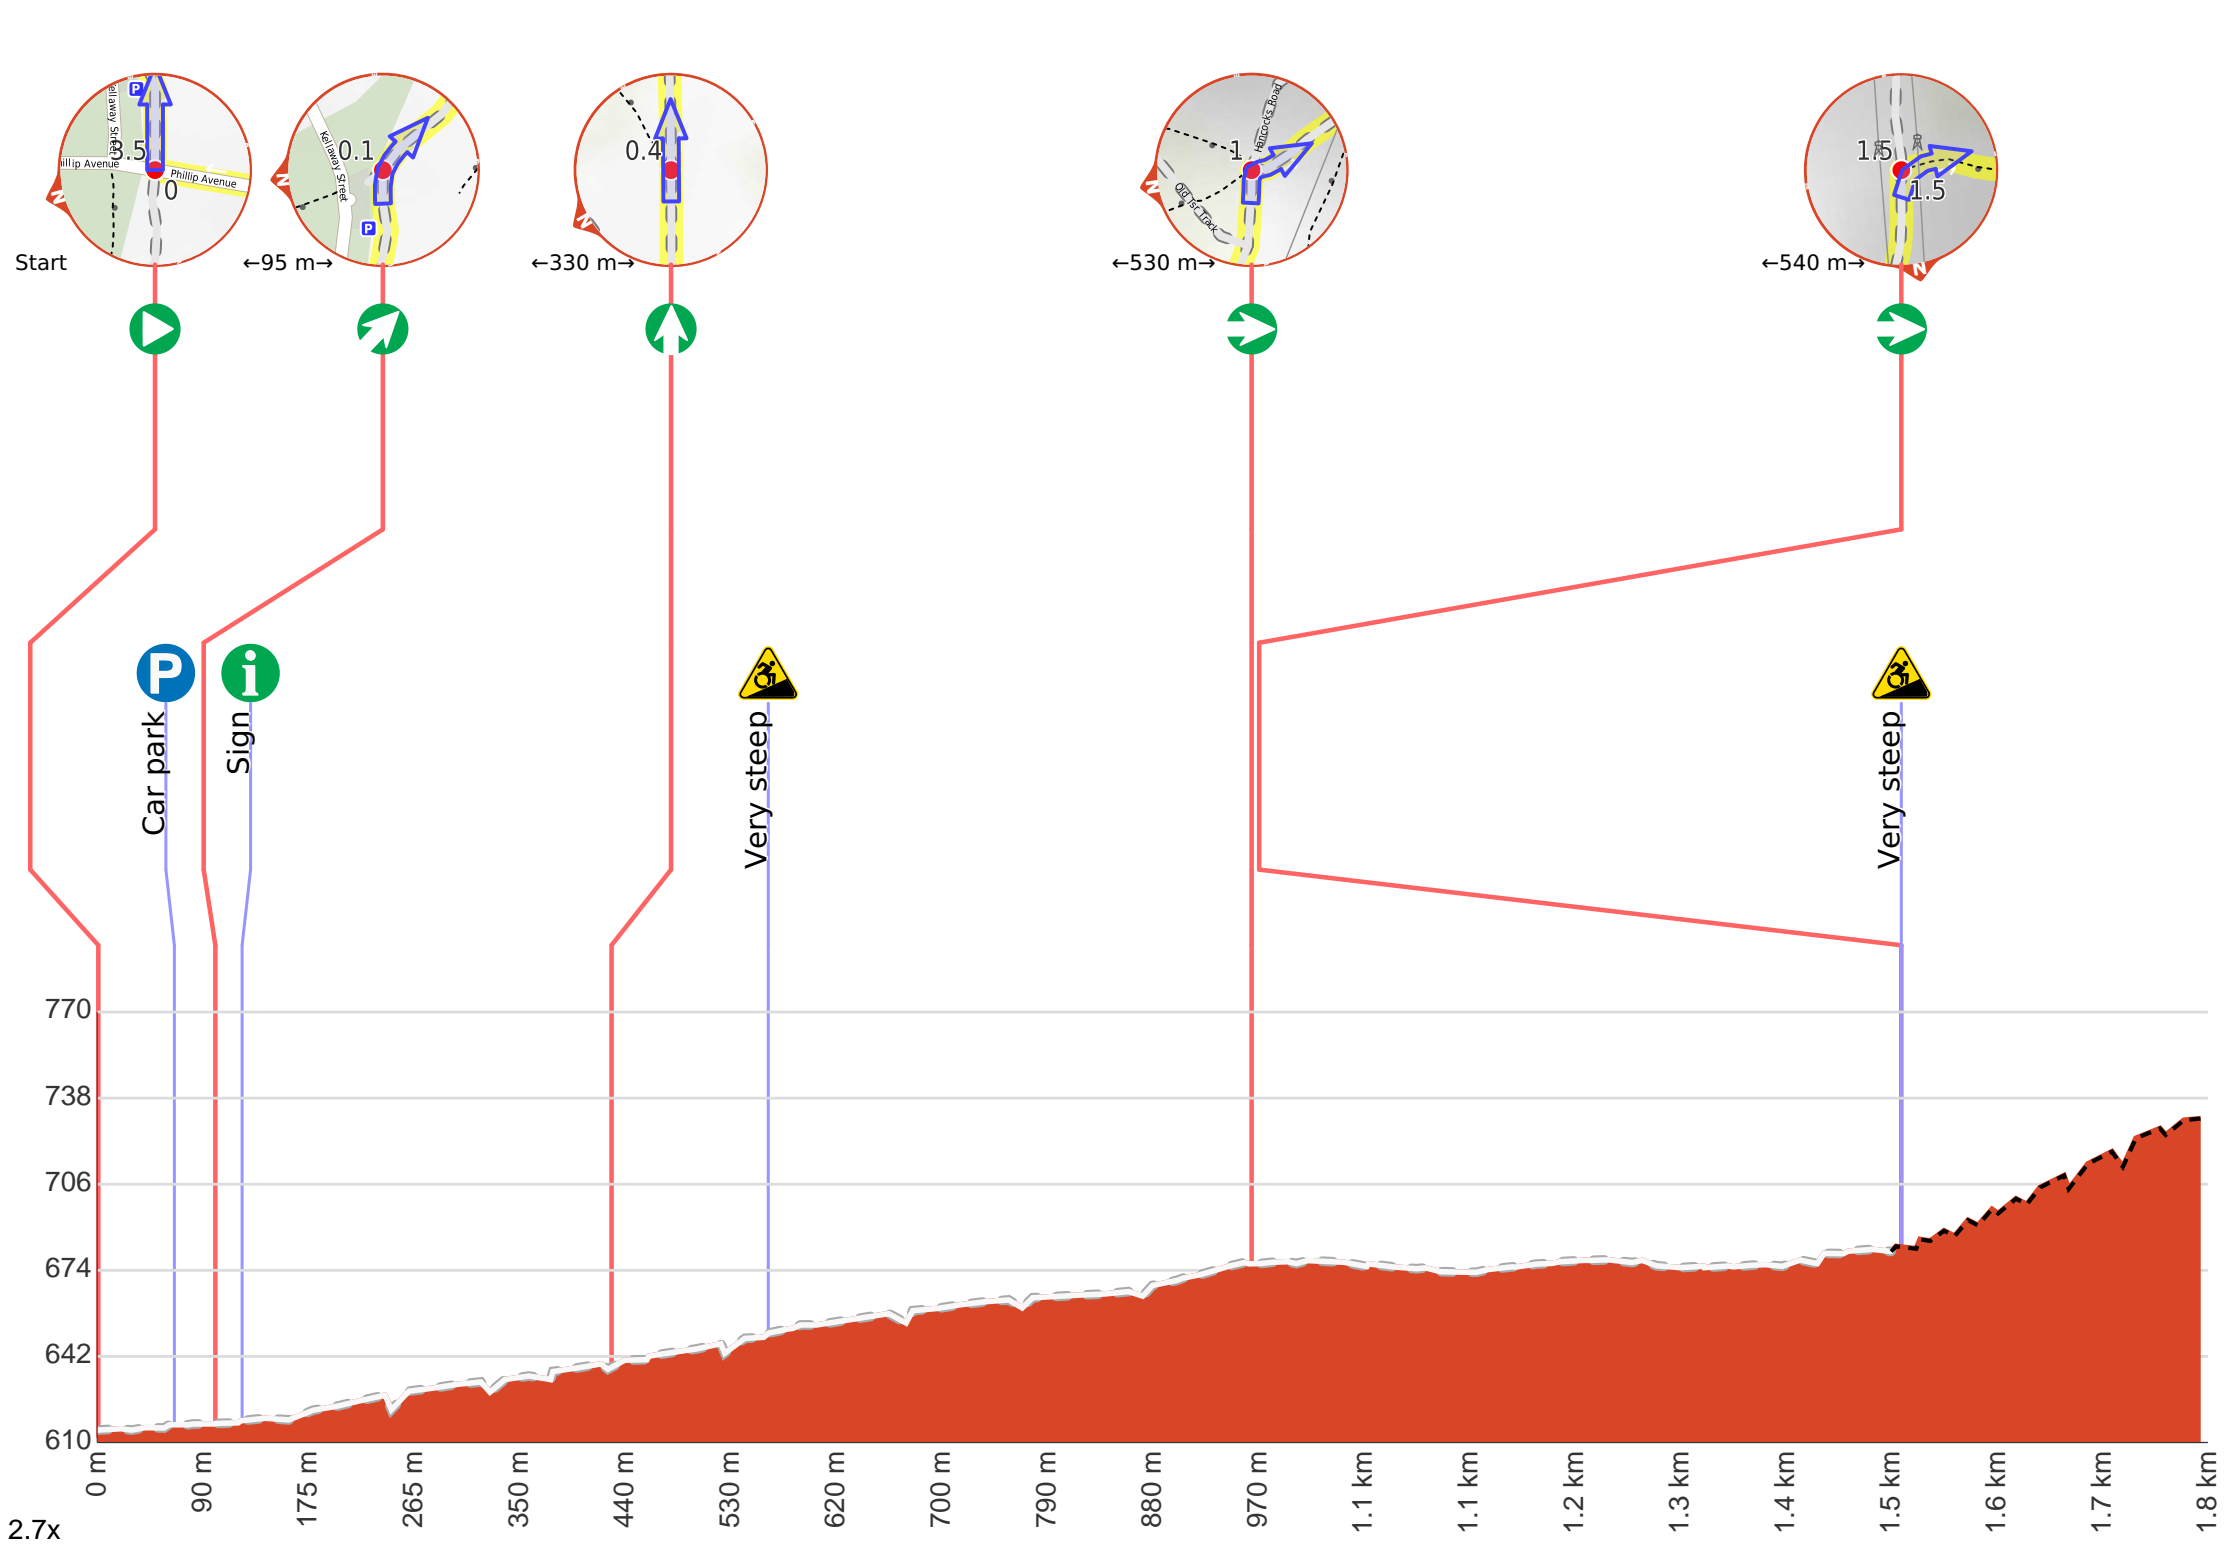 P
ellaway Street
3.5
illip Avenue
Phillip Avenue
0
N
Start
0.1
Kellaway Street
P
N
←95 m→
0.4
N
←330 m→
1
Hancocks Road
Old Tsr Track
N
←530 m→
1.5
1.5
N
←540 m→
P
Car park
i
Sign
Very steep
Very steep
770
738
706
674
642
610
0 m
90 m
175 m
265 m
350 m
440 m
530 m
620 m
700 m
790 m
880 m
970 m
1.1 km
1.1 km
1.2 km
1.3 km
1.4 km
1.5 km
1.6 km
1.7 km
1.8 km
2.7x